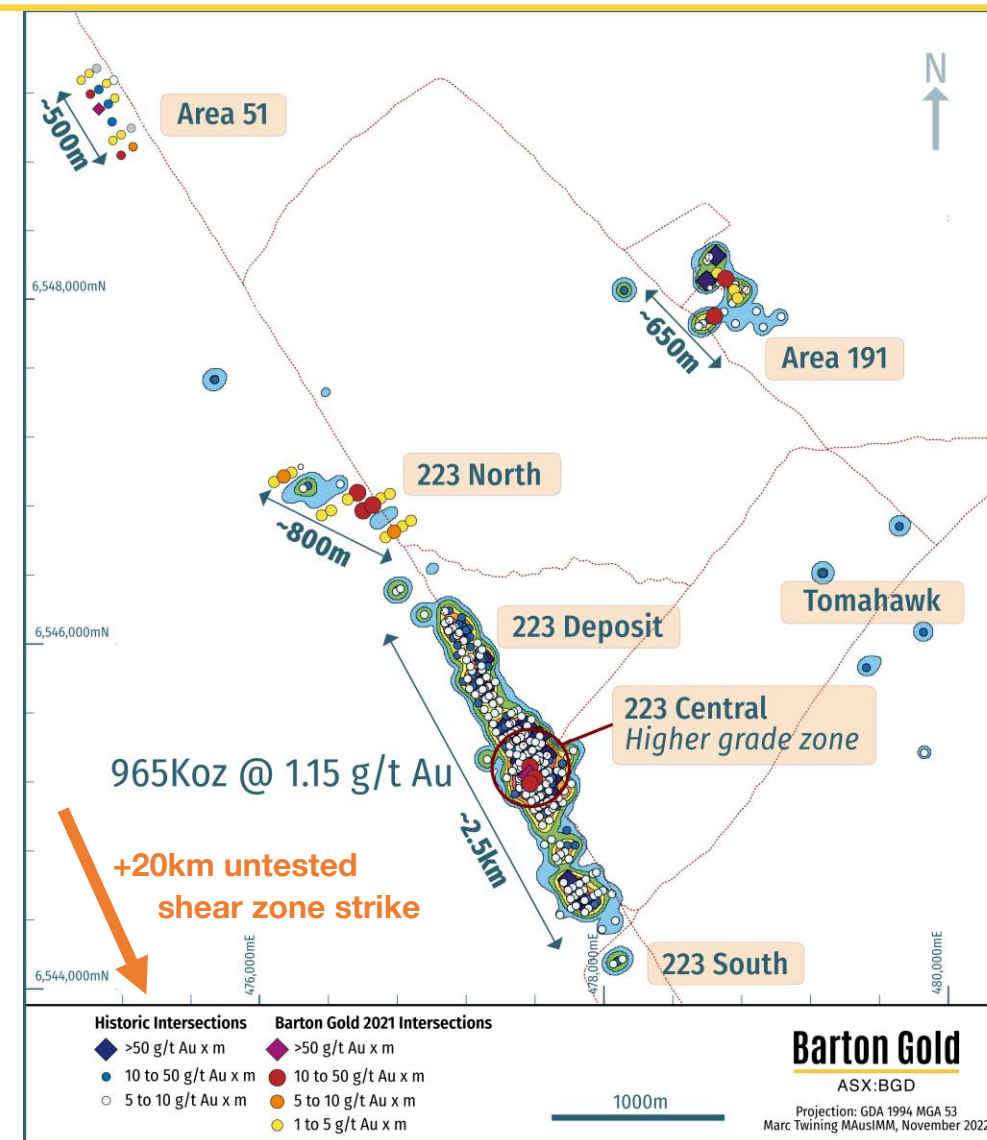 N
Area 51
~500m
6,548,000mN
~650m
Area 191
223 North
~800m
Tomahawk
6,546,000mN
223 Deposit
223 Central
Higher grade zone
965Koz @ 1.15 g/t Au
~2.5km
+20km untested
shear zone strike
476,000mE
478,000mE
480,000mE
223 South
6,544,000mN
Historic Intersections
>50 g/t Au x m
10 to 50 g/t Au x m
5 to 10 g/t Au x m
Barton Gold 2021 Intersections
>50 g/t Au x m
10 to 50 g/t Au x m
5 to 10 g/t Au x m
1 to 5 g/t Au x m
1000m
Barton Gold
ASX:BGD
Projection: GDA 1994 MGA 53
Marc Twining MAusIMM, November 2022